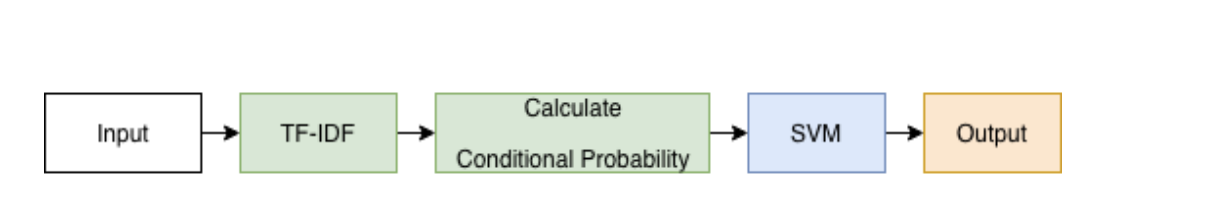 Input
TF-IDF
Calculate
Conditional Probability
SVM
Output